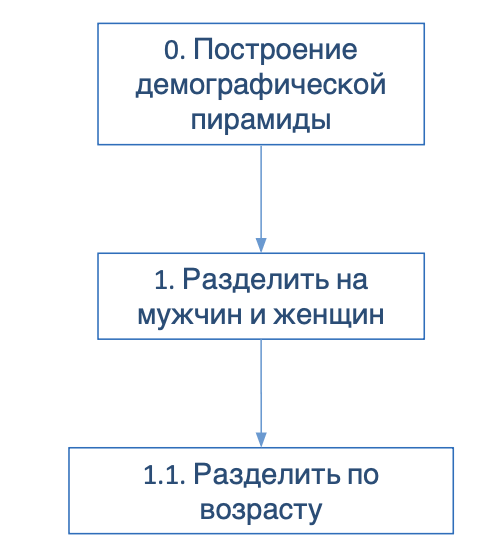 0. Построение
демографической
пирамиды
1. Разделить на
мужчин и женщин
1.1. Разделить по
возрасту